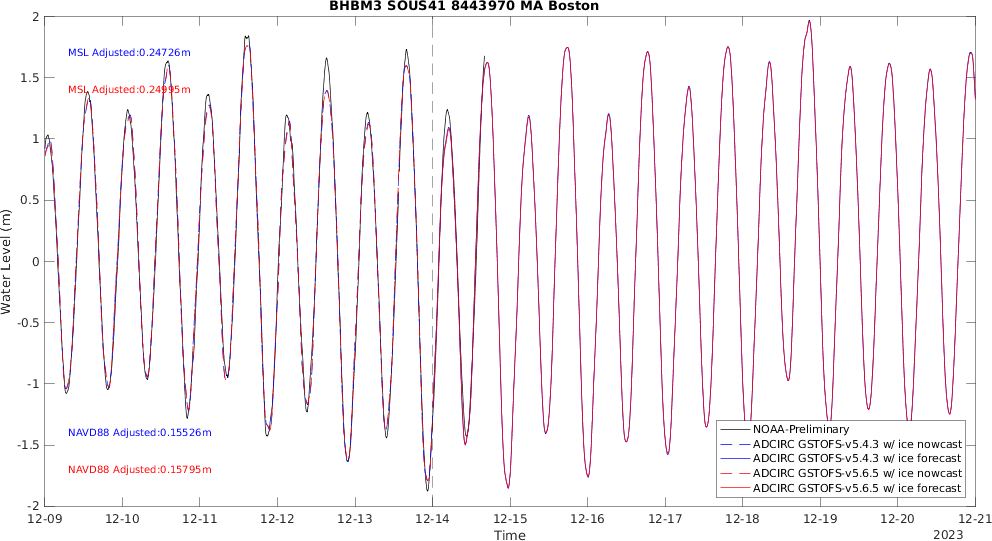 BHBM3 SOUS41 8443970 MA Boston
2
1.5
1
0.5
0
-0.5
-1
-1.5
-2
Water Level (m)
MSL Adjusted:0.24726m
MSL Adjusted:0.24995m
NAVD88 Adjusted:0.15526m
NAVD88 Adjusted:0.15795m
NOAA-Preliminary
ADCIRC GSTOFS-v5.4.3 w/ ice nowcast
ADCIRC GSTOFS-v5.4.3 w/ ice forecast
ADCIRC GSTOFS-v5.6.5 w/ ice nowcast
ADCIRC GSTOFS-v5.6.5 w/ ice forecast
12-09 12-10 12-11 12-12 12-13 12-14 12-15 12-16 12-17 12-18 12-19 12-20 12-21
Time
2023